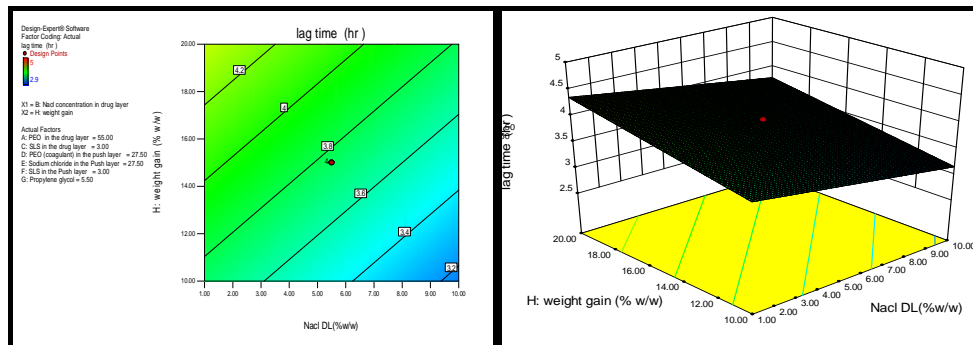 Design-Expert® Software
Factor Coding: Actual
lag time (hr )
Design Points
5
2.9
X1 = B: Nacl concentration in drug layer
X2 = H: weight gain
Actual Factors
A: PEO in the drug layer = 55.00
C: SLS in the drug layer = 3.00
D: PEO (coagulant) in the push layer = 27.50
E: Sodium chloride in the Push layer = 27.50
F: SLS in the Push layer = 3.00
G: Propylene glycol = 5.50
lag time (hr )
H: weight gain (% w/w)
20.00
18.00
16.00
14.00
12.00
10.00
4.2
4
3.8
3.6
3.4
3.2
1.00 2.00 3.00 4.00 5.00 6.00 7.00 8.00 9.00 10.00
Nacl DL(%w/w)
lag time (hr )
5
4.5
4
3.5
3
2.5
20.00
18.00
16.00
14.00
12.00
10.00
H: weight gain (% w/w)
1.00
2.00
3.00
4.00
5.00
6.00
7.00
8.00
9.00
10.00
Nacl DL(%w/w)